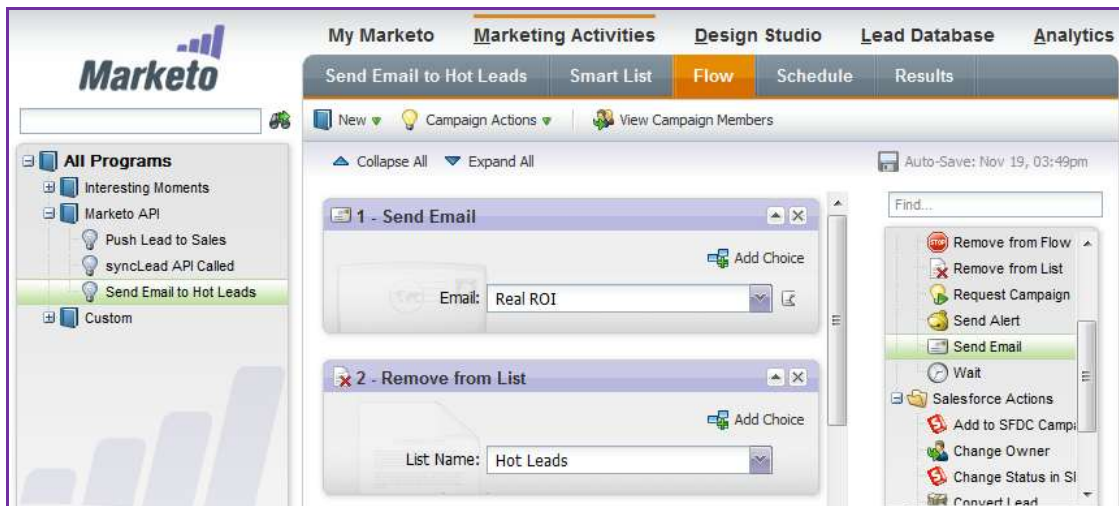 Marketo
My Marketo Marketing Activities Design Studio Lead Database Analytics
Send Email to Hot Leads Smart List Flow Schedule Results
New Campaign Actions View Campaign Members
Collapse All Expand All Auto-Save: Nov 19, 03:49pm
All Programs
Interesting Moments
Marketo API
Push Lead to Sales
syncLead API Called
Send Email to Hot Leads
Custom
1 - Send Email
Add Choice
Email: Real ROI
2 - Remove from List
Add Choice
List Name: Hot Leads
Find...
Remove from Flow
Remove from List
Request Campaign
Send Alert
Send Email
Wait
Salesforce Actions
Add to SFDC Campa
Change Owner
Change Status in SI
Convert Lead